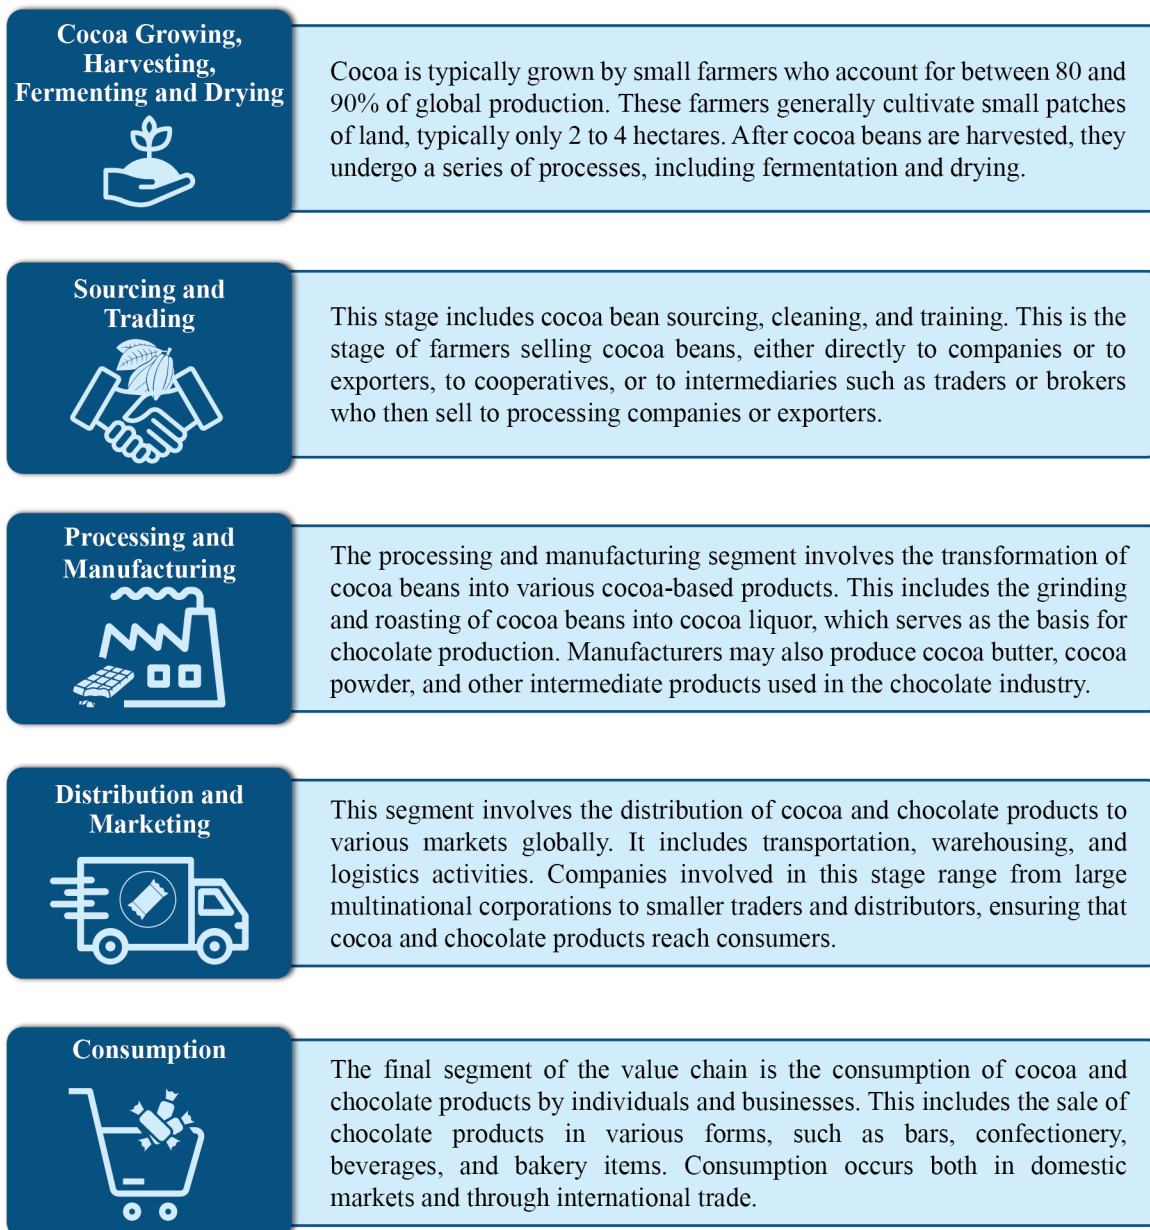 Cocoa Growing,
Harvesting,
Fermenting and Drying
Cocoa is typically grown by small farmers who account for between 80 and
90% of global production. These farmers generally cultivate small patches
of land, typically only 2 to 4 hectares. After cocoa beans are harvested, they
undergo a series of processes, including fermentation and drying.
Sourcing and
Trading
This stage includes cocoa bean sourcing, cleaning, and training. This is the
stage of farmers selling cocoa beans, either directly to companies or to
exporters, to cooperatives, or to intermediaries such as traders or brokers
who then sell to processing companies or exporters.
Processing and
Manufacturing
The processing and manufacturing segment involves the transformation of
cocoa beans into various cocoa-based products. This includes the grinding
and roasting of cocoa beans into cocoa liquor, which serves as the basis for
chocolate production. Manufacturers may also produce cocoa butter, cocoa
powder, and other intermediate products used in the chocolate industry.
Distribution and
Marketing
This segment involves the distribution of cocoa and chocolate products to
various markets globally. It includes transportation, warehousing, and
logistics activities. Companies involved in this stage range from large
multinational corporations to smaller traders and distributors, ensuring that
cocoa and chocolate products reach consumers.
Consumption
The final segment of the value chain is the consumption of cocoa and
chocolate products by individuals and businesses. This includes the sale of
chocolate products in various forms, such as bars, confectionery,
beverages, and bakery items. Consumption occurs both in domestic
markets and through international trade.